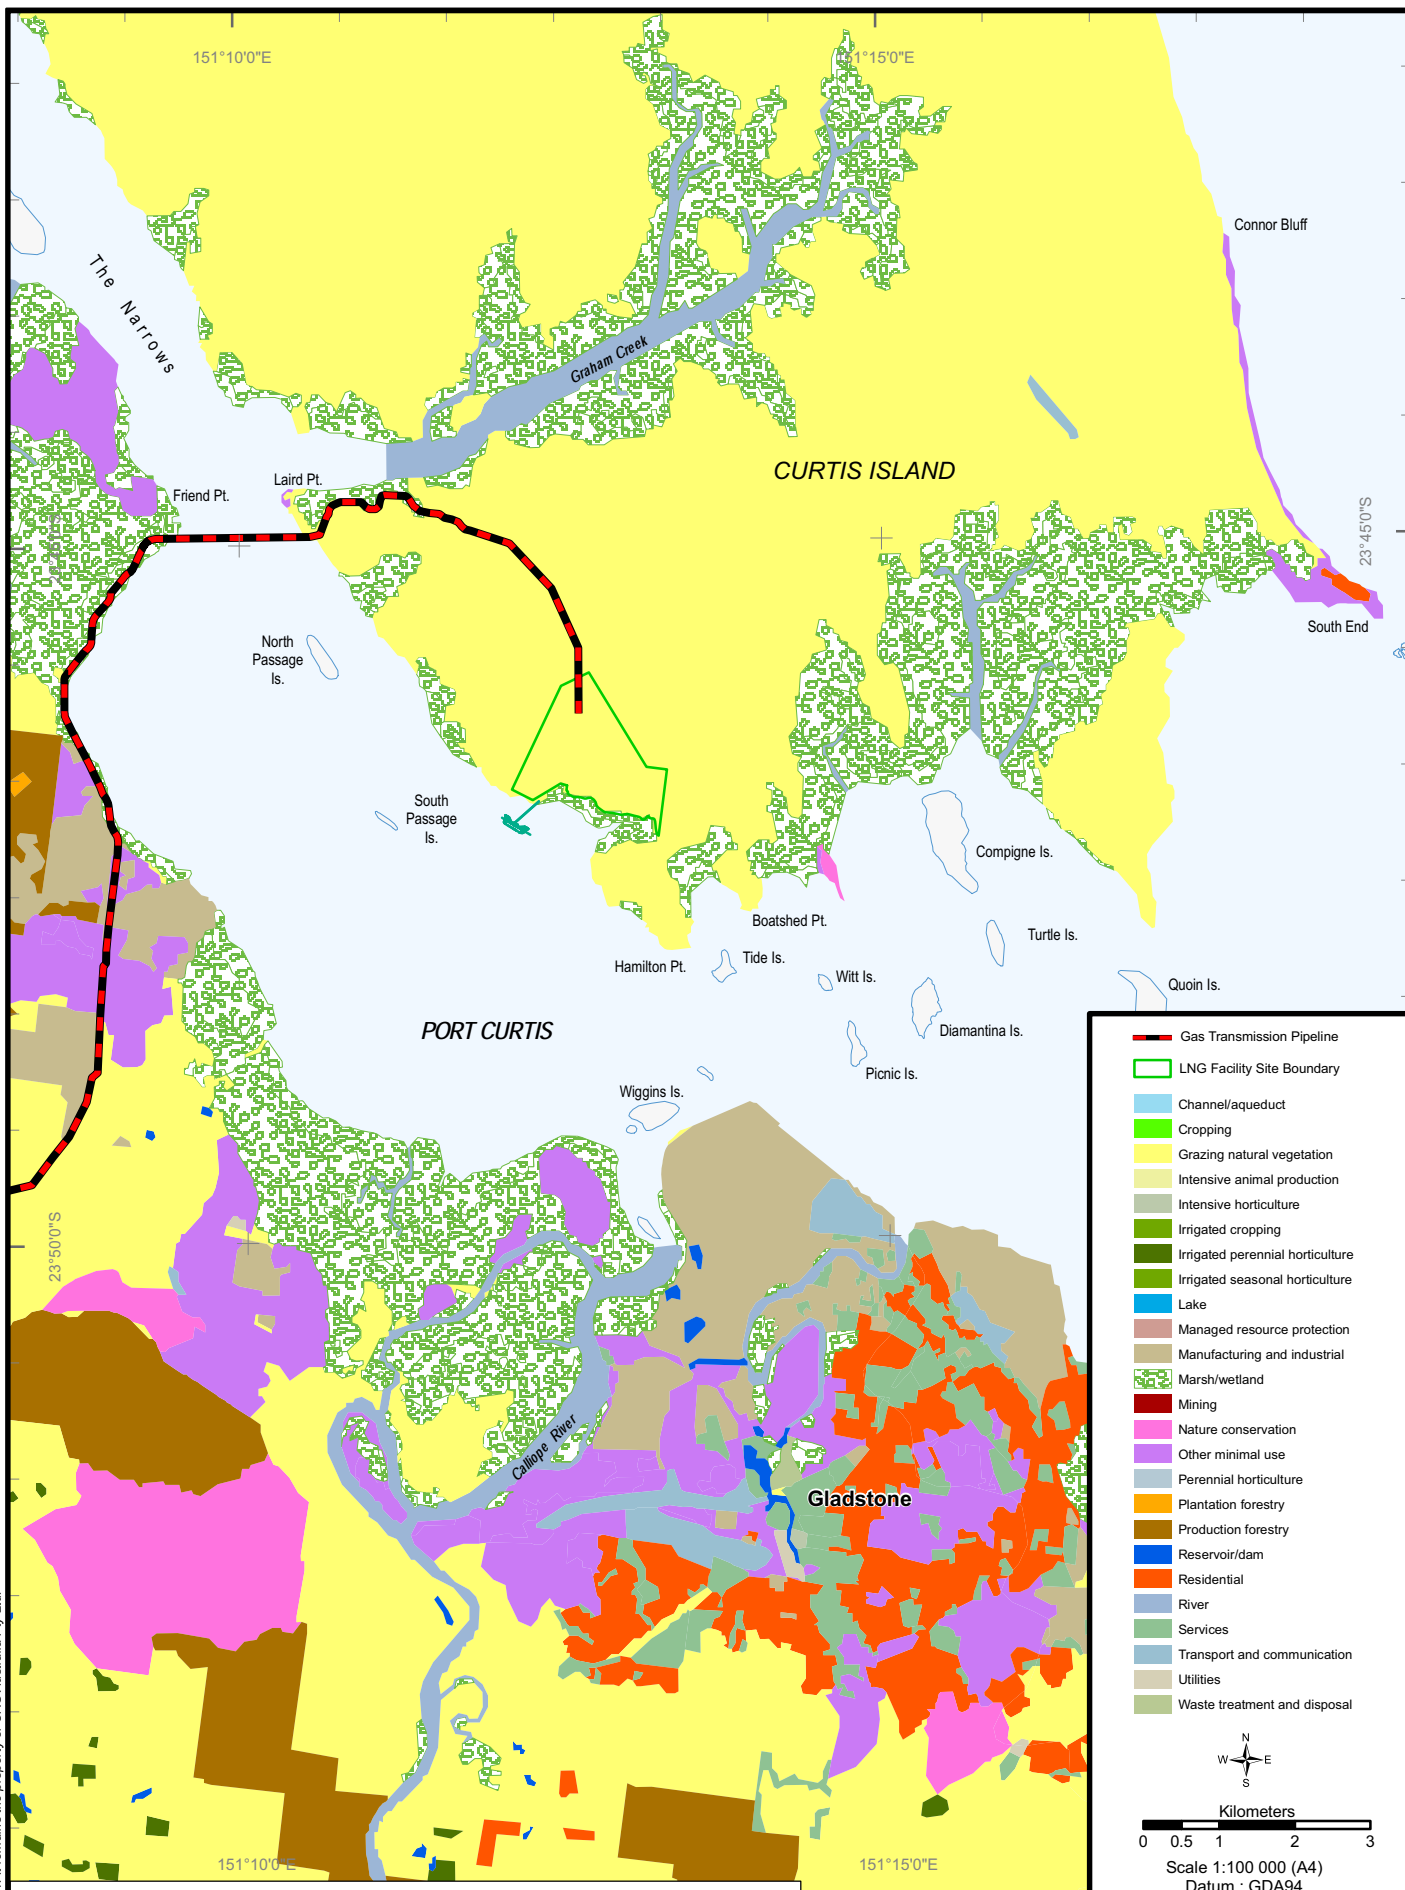 151°10'0"E
151°15'0"E
Connor Bluff
The Narrows
Graham Creek
CURTIS ISLAND
Laird Pt.
Friend Pt.
23°45'0"S
South End
North
Passage
Is.
South
Passage
Is.
Compigne Is.
Boatshed Pt.
Turtle Is.
Hamilton Pt.
Tide Is.
Witt Is.
Quoin Is.
PORT CURTIS
Diamantina Is.
Picnic Is.
Wiggins Is.
23°50'0"S
Calliope River
Gladstone
151°10'0"E
151°15'0"E
Gas Transmission Pipeline
LNG Facility Site Boundary
Channel/aqueduct
Cropping
Grazing natural vegetation
Intensive animal production
Intensive horticulture
Irrigated cropping
Irrigated perennial horticulture
Irrigated seasonal horticulture
Lake
Managed resource protection
Manufacturing and industrial
Marsh/wetland
Mining
Nature conservation
Other minimal use
Perennial horticulture
Plantation forestry
Production forestry
Reservoir/dam
Residential
River
Services
Transport and communication
Utilities
Waste treatment and disposal
N
W E
S
Kilometers
0 0.5 1 2 3
Scale 1:100 000 (A4)
Datum : GDA94